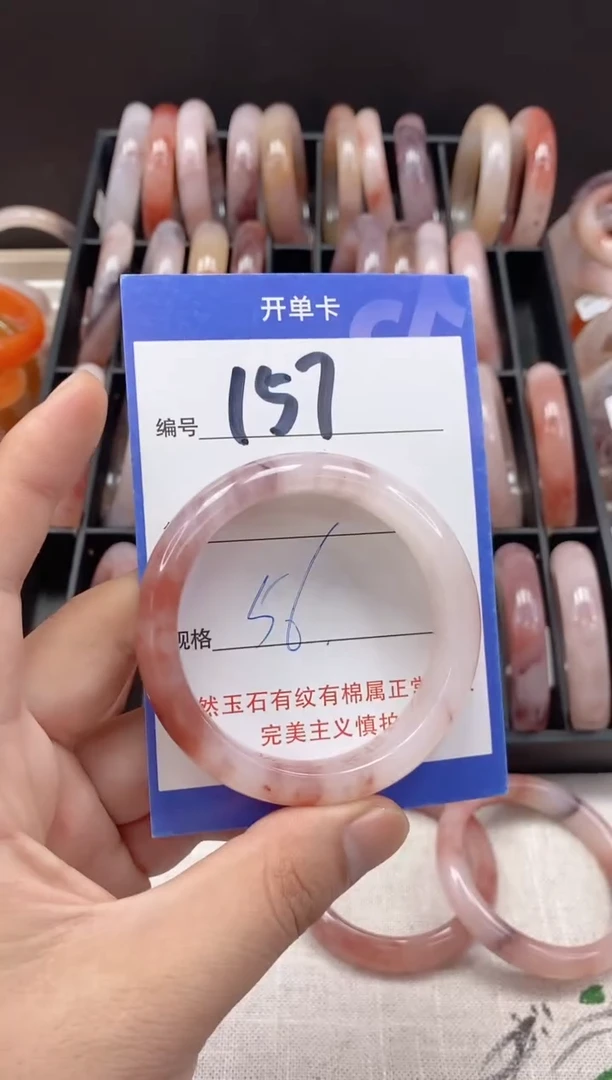 开单卡
编号 157
规格 56
然玉石有纹有棉属正常
完美主义慎拍